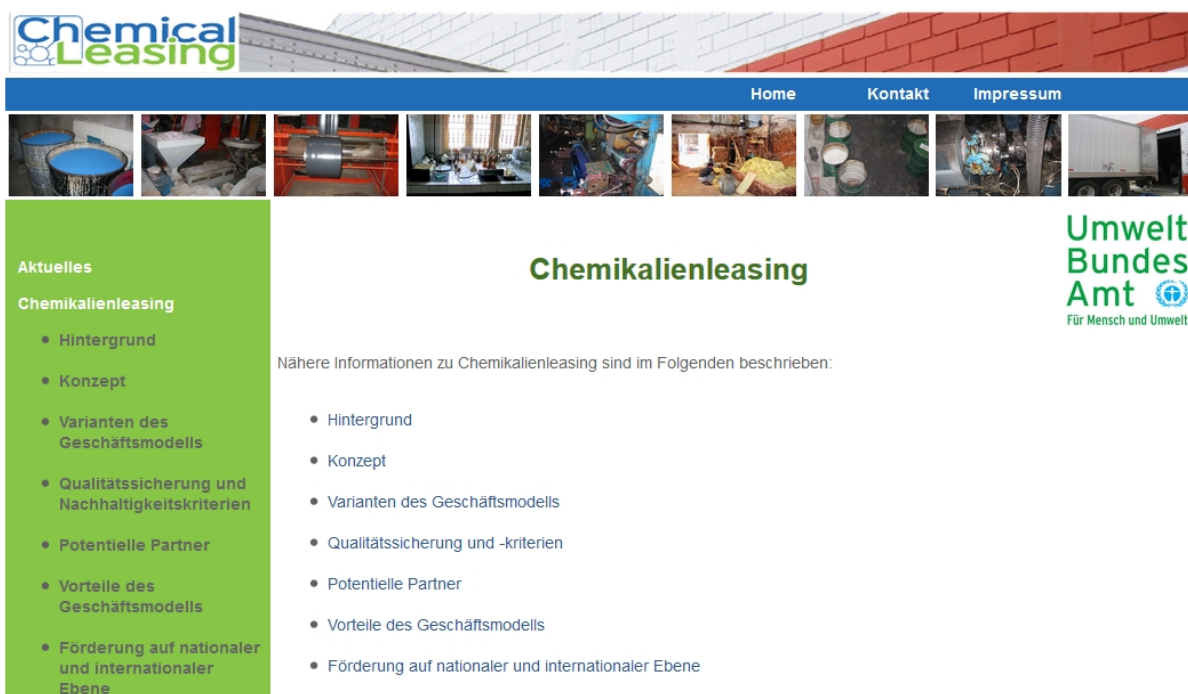 Chemical
Leasing
Home Kontakt Impressum
Aktuelles
Chemikalienleasing
Hintergrund
Konzept
Varianten des
Geschäftsmodells
Qualitätssicherung und
Nachhaltigkeitskriterien
Potentielle Partner
Vorteile des
Geschäftsmodells
Förderung auf nationaler
und internationaler
Ebene
Chemikalienleasing
Nähere Informationen zu Chemikalienleasing sind im Folgenden beschrieben:
Hintergrund
Konzept
Varianten des Geschäftsmodells
Qualitätssicherung und -kriterien
Potentielle Partner
Vorteile des Geschäftsmodells
Förderung auf nationaler und internationaler Ebene
Umwelt
Bundes
Amt
Für Mensch und Umwelt